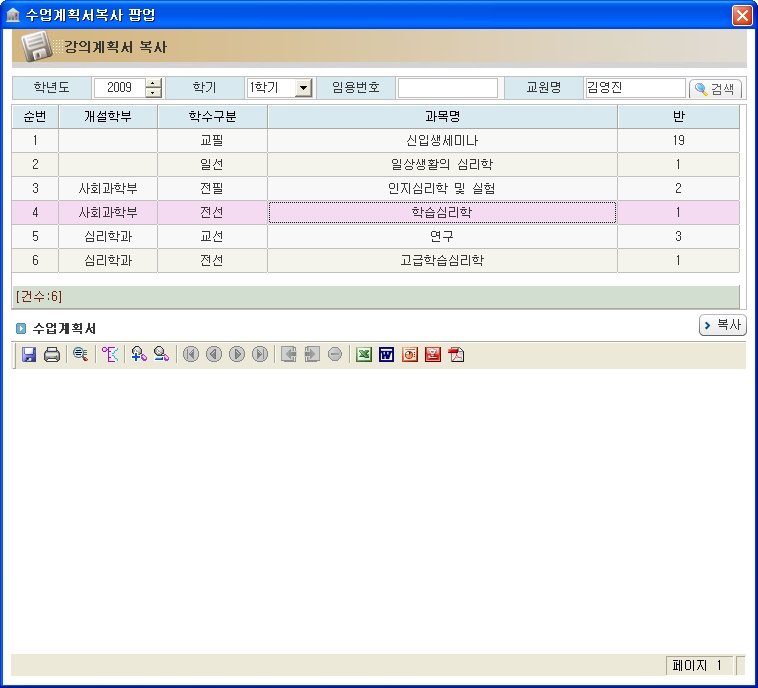 수업계획서복사 팝업
강의계획서 복사
학년도 2009 학기 1학기 임용번호 교원명 김영진 검색
순번 개설학부 학수구분 과목명 반
1 교필 신입생세미나 19
2 일선 일상생활의 심리학 1
3 사회과학부 전필 인지심리학 및 실험 2
4 사회과학부 전선 학습심리학 1
5 심리학과 교선 연구 3
6 심리학과 전선 고급학습심리학 1
[건수:6]
수업계획서 복사
페이지 1